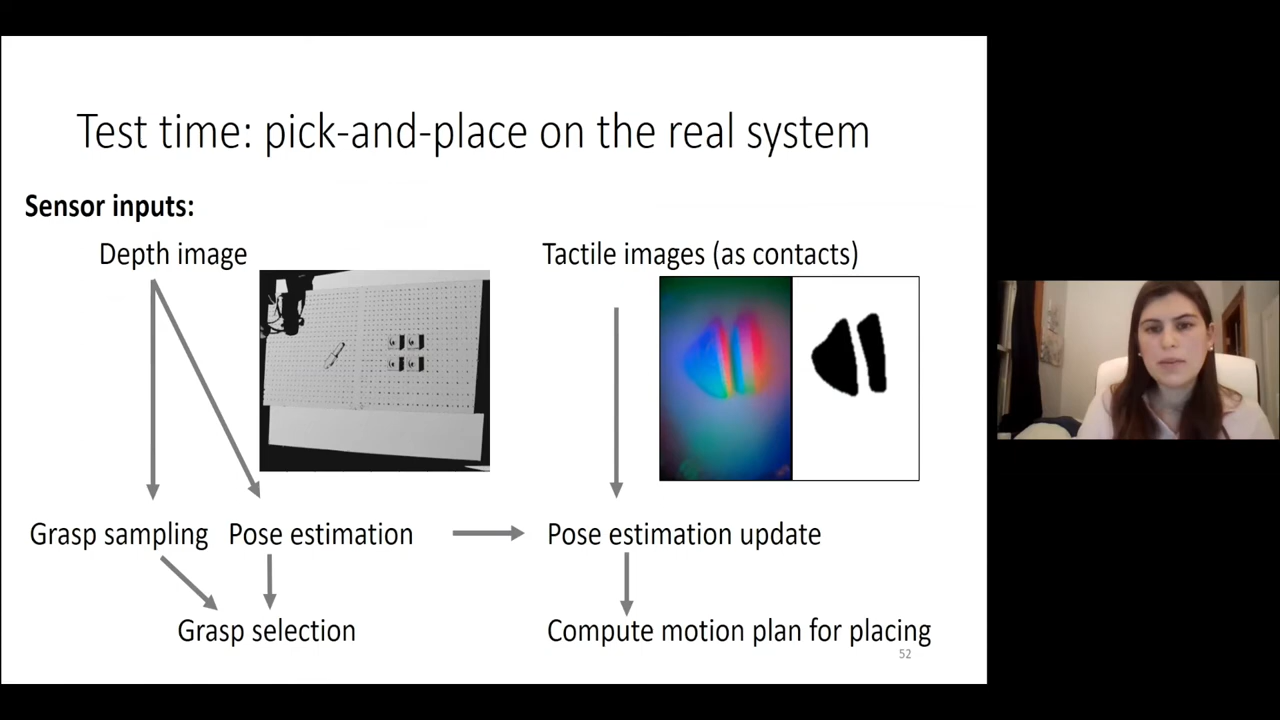 Test time: pick-and-place on the real system
Sensor inputs:
Depth image
Tactile images (as contacts)
Grasp sampling
Pose estimation
Pose estimation update
Grasp selection
Compute motion plan for placing
52